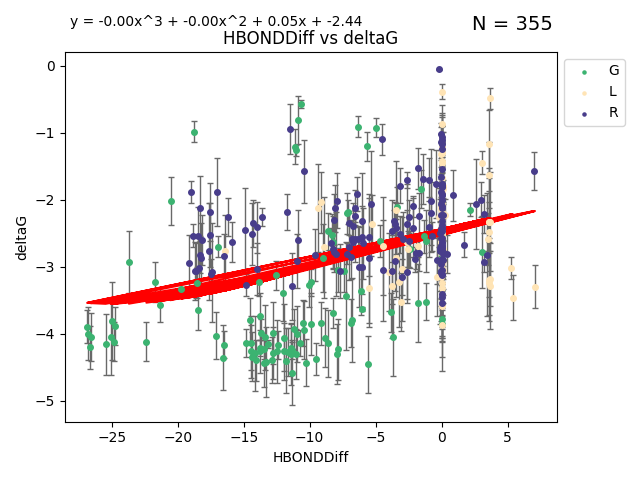 y = -0.00x^3 + -0.00x^2 + 0.05x + -2.44
N = 355
HBONDDiff vs deltaG
G
L
R
deltaG
0
−1
−2
−3
−4
−5
−25
−20
−15
−10
−5
0
5
HBONDDiff